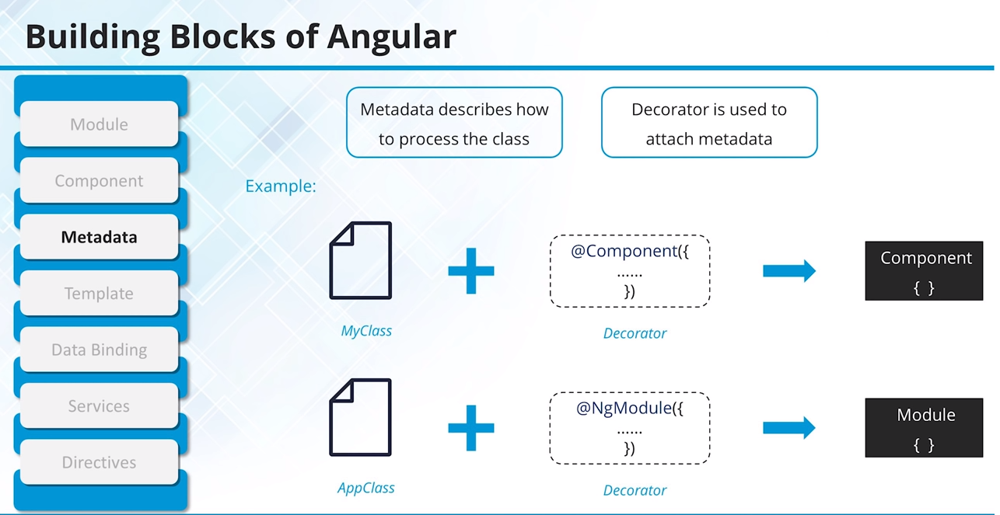 Building Blocks of Angular
Module
Component
Metadata
Template
Data Binding
Services
Directives
Metadata describes how
to process the class
Decorator is used to
attach metadata
Example:
MyClass
@Component({
......
})
Decorator
Component
{ }
AppClass
@NgModule({
......
})
Decorator
Module
{ }